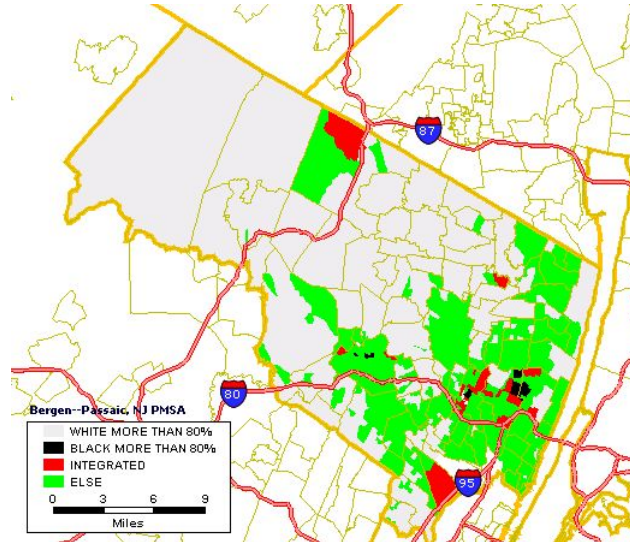 87
80
Bergen--Passaic, NJ PMSA
WHITE MORE THAN 80%
BLACK MORE THAN 80%
INTEGRATED
ELSE
0 3 6 9
Miles
95